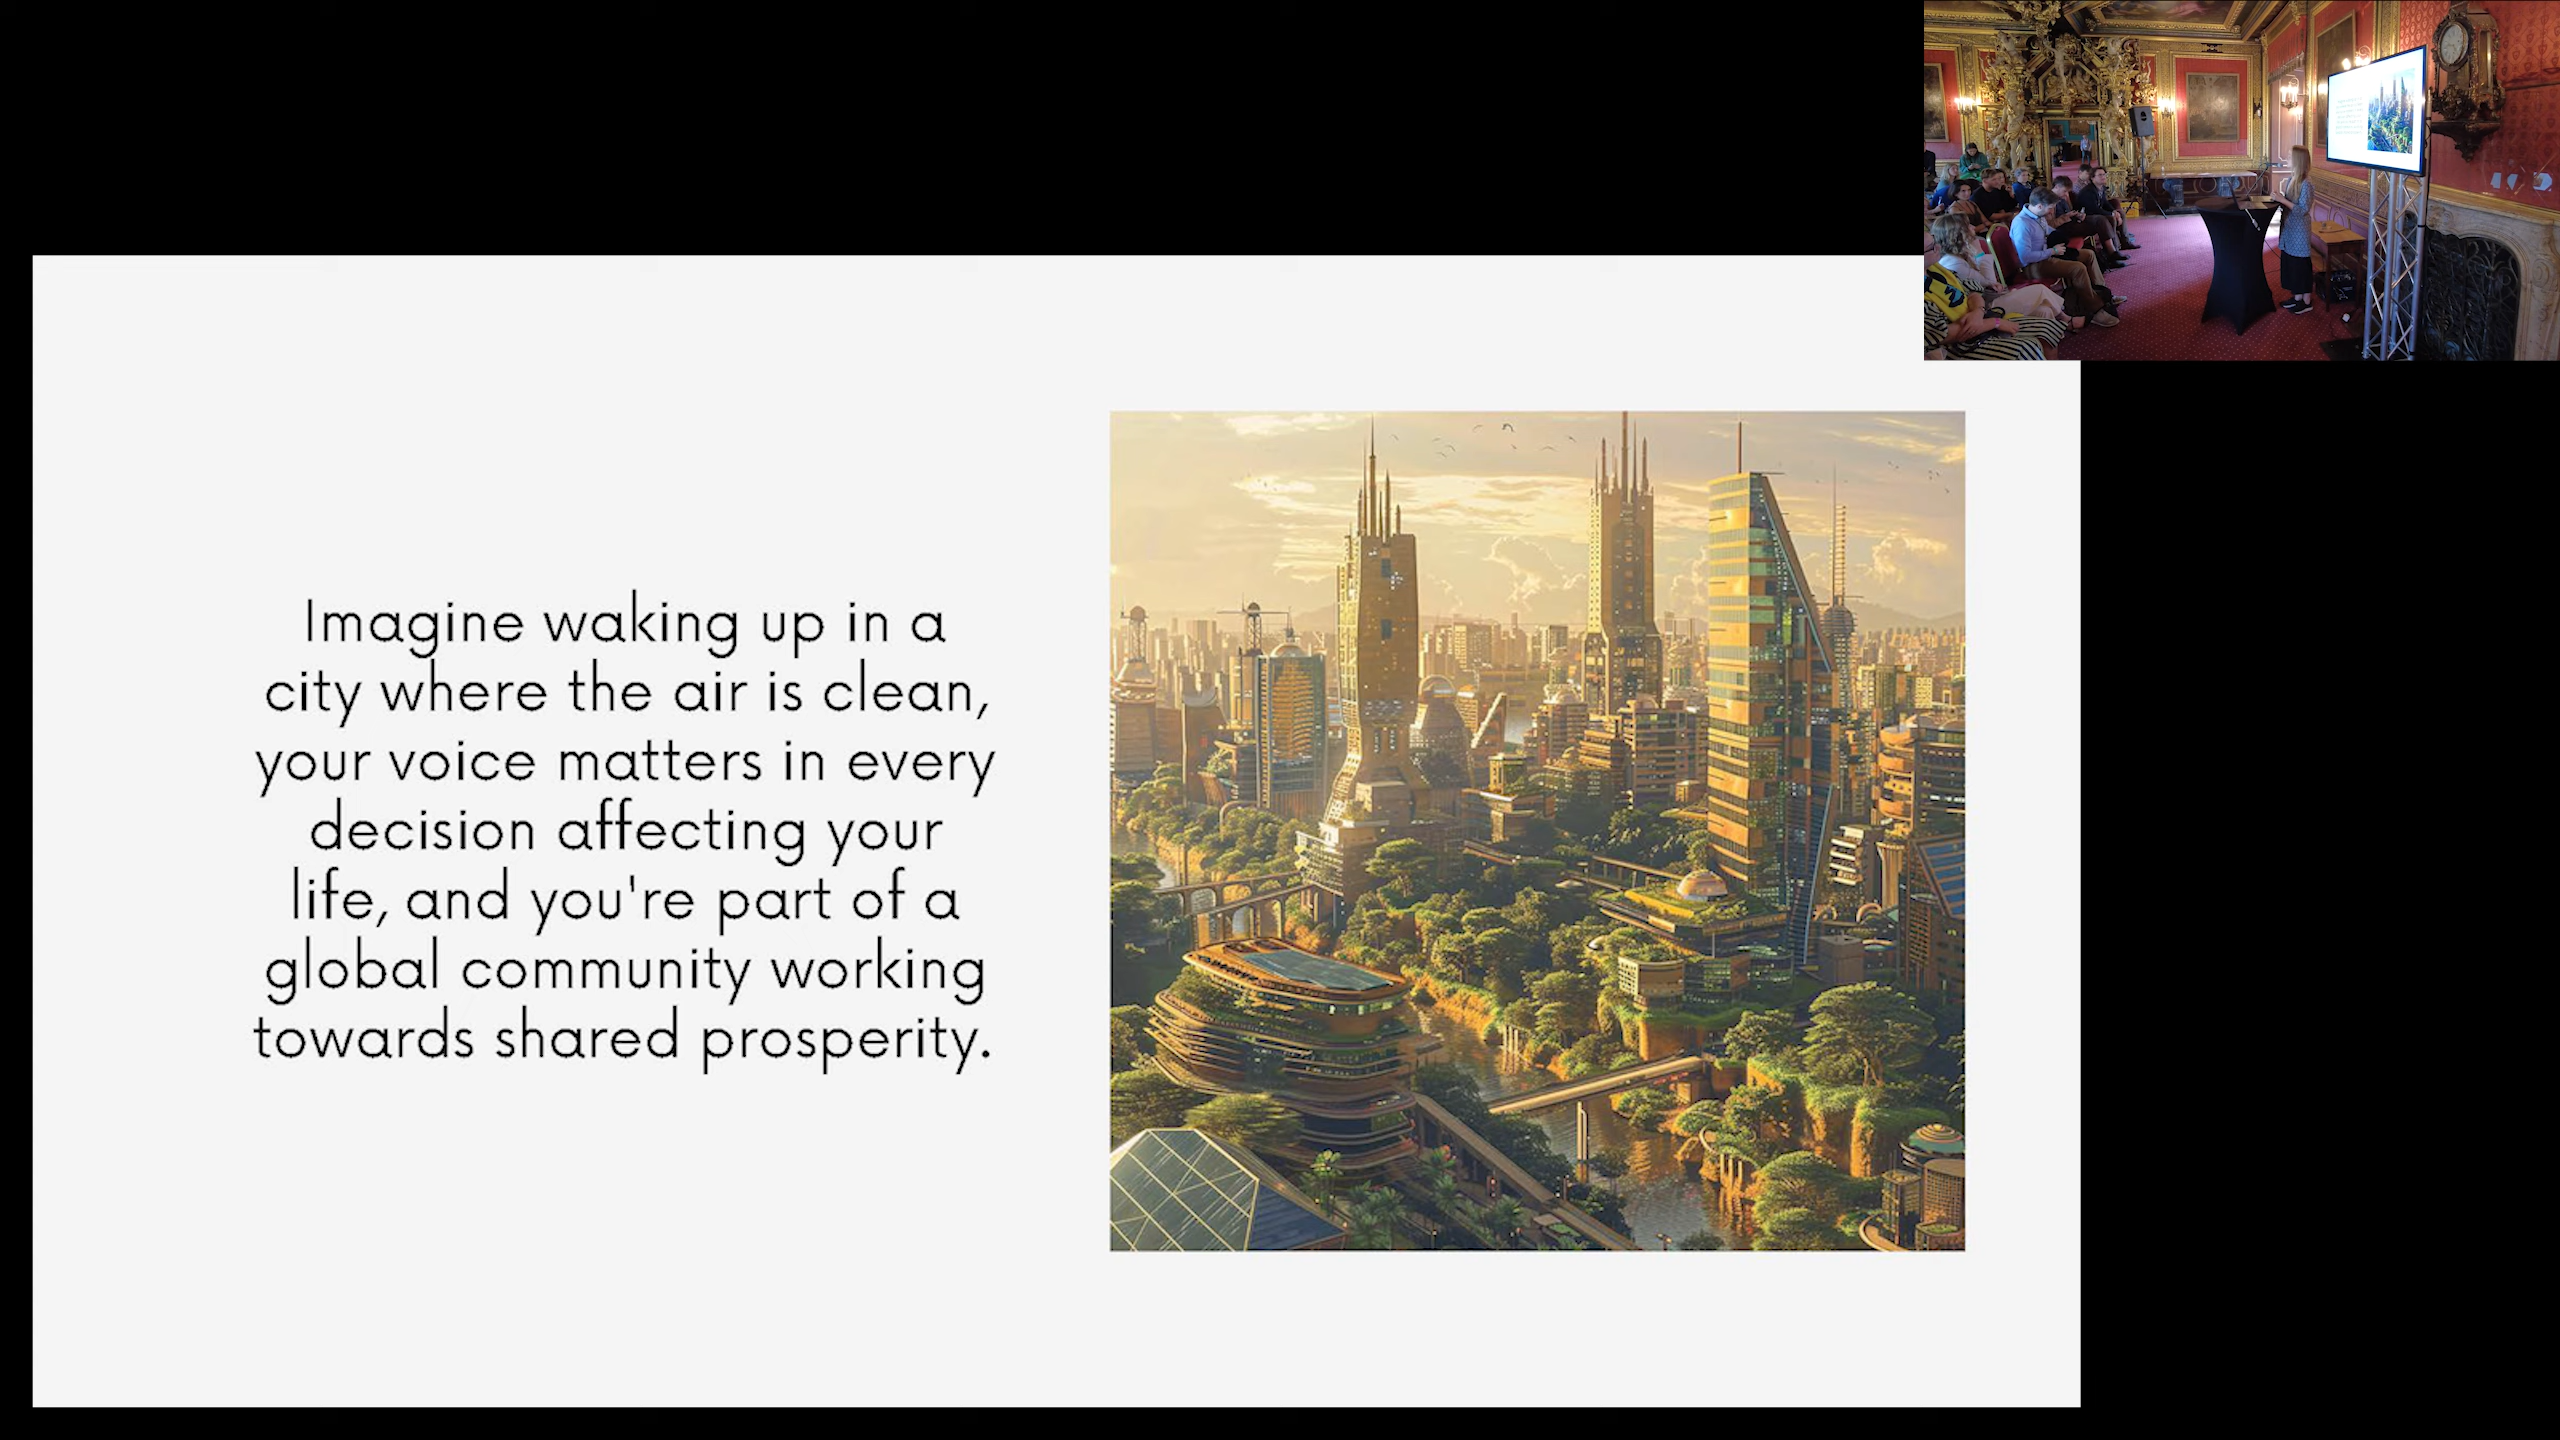 Imagine waking up in a
city where the air is clean,
your voice matters in every
decision affecting your
life, and you're part of a
global community working
towards shared prosperity.